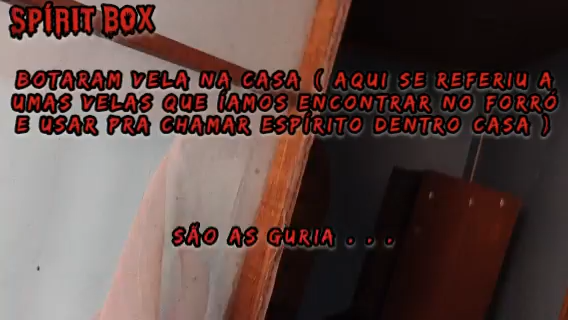 SPÍRIT BOX
BOTARAM VELA NA CASA ( AQUI SE REFERIU A
UMAS VELAS QUE ÍAMOS ENCONTRAR NO FORRÓ
E USAR PRA CHAMAR ESPÍRITO DENTRO CASA )
SÃO AS GURIA . . .